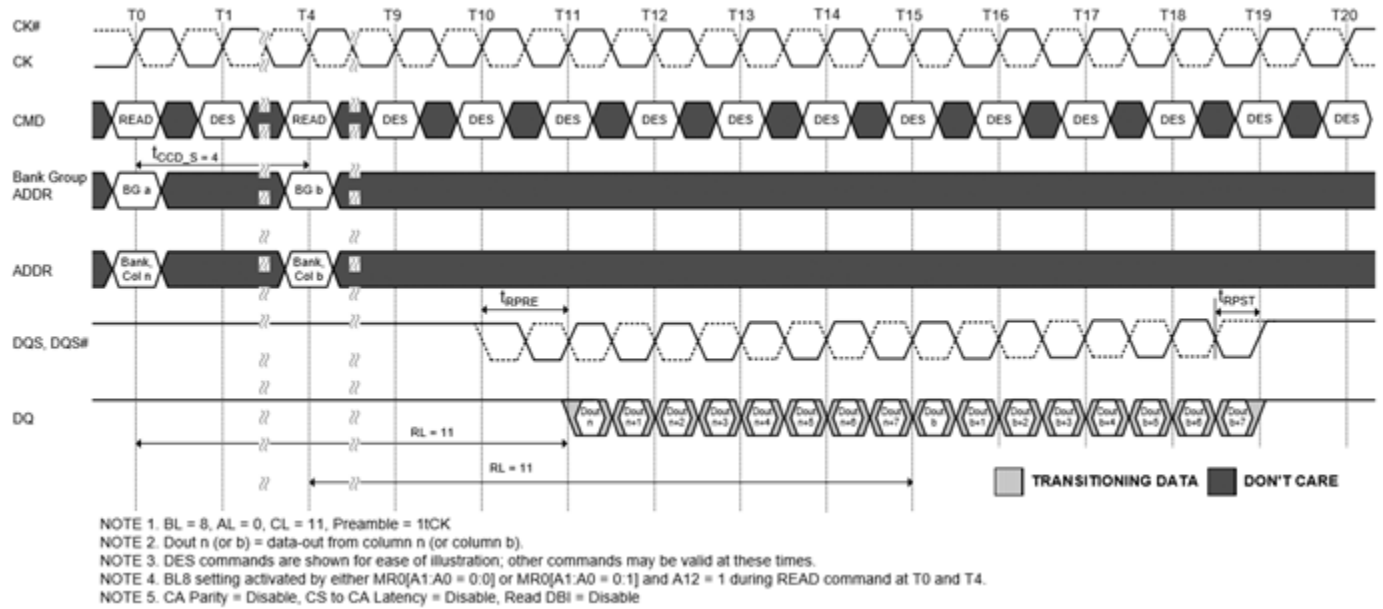 T0 T1 T4 T9 T10 T11 T12 T13 T14 T15 T16 T17 T18 T19 T20
CK#
CK
CMD READ DES READ DES DES DES DES DES DES DES DES DES DES DES DES
tCCD_S = 4
Bank Group
ADDR
BG a BG b
ADDR
Bank, Bank,
Col n Col b
tRPRE tRPST
DQS, DQS#
DQ
Dout Dout Dout Dout Dout Dout Dout Dout Dout Dout Dout Dout Dout Dout Dout Dout
n n+1 n+2 n+3 n+4 n+5 n+6 n+7 b b+1 b+2 b+3 b+4 b+5 b+6 b+7
RL = 11
RL = 11
TRANSITIONING DATA DON'T CARE
NOTE 1. BL = 8, AL = 0, CL = 11, Preamble = 1tCK
NOTE 2. Dout n (or b) = data-out from column n (or column b).
NOTE 3. DES commands are shown for ease of illustration; other commands may be valid at these times.
NOTE 4. BL8 setting activated by either MR0[A1:A0 = 0:0] or MR0[A1:A0 = 0:1] and A12 = 1 during READ command at T0 and T4.
NOTE 5. CA Parity = Disable, CS to CA Latency = Disable, Read DBI = Disable